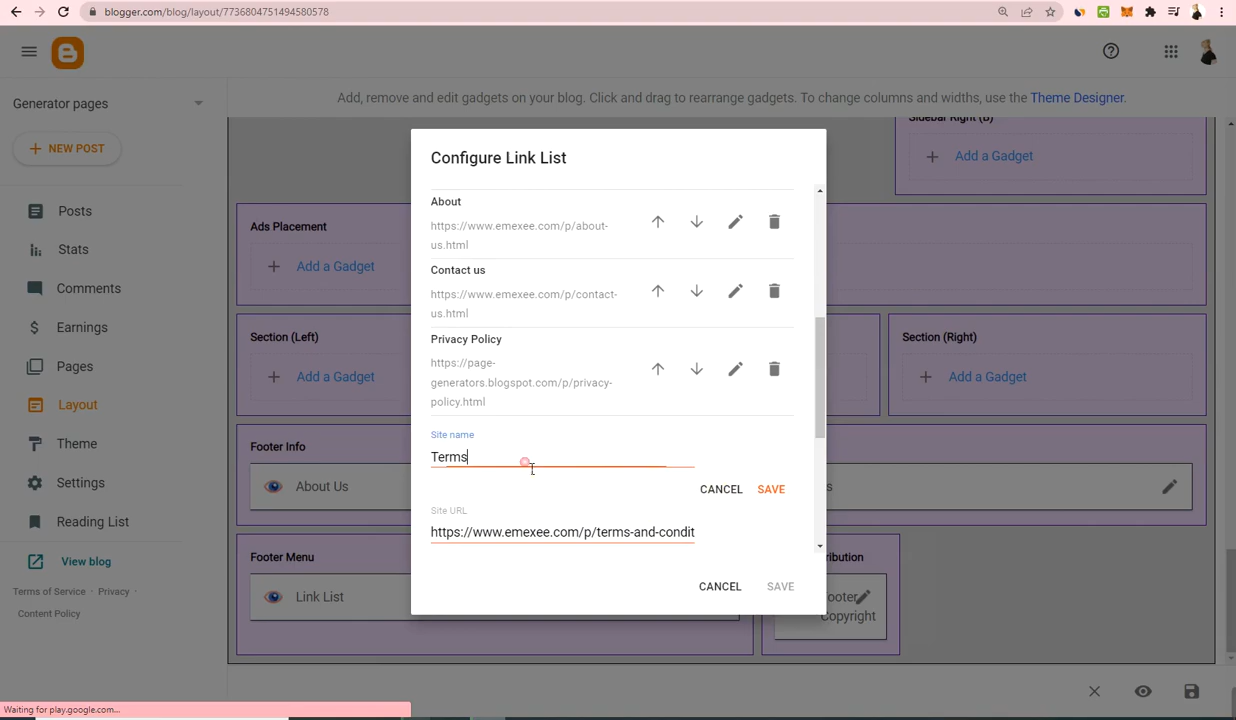 blogger.com/blog/layout/7736804751494580578
Generator pages
NEW POST
Posts
Stats
Comments
Earnings
Pages
Layout
Theme
Settings
Reading List
View blog
Terms of Service · Privacy ·
Content Policy
Add, remove and edit gadgets on your blog. Click and drag to rearrange gadgets. To change columns and widths, use the Theme Designer.
Sidebar Right (B)
Add a Gadget
Ads Placement
Add a Gadget
Section (Left)
Add a Gadget
Section (Right)
Add a Gadget
Footer Info
About Us
Footer Menu
Link List
Footer
Copyright
Configure Link List
About
https://www.emexee.com/p/about-
us.html
Contact us
https://www.emexee.com/p/contact-
us.html
Privacy Policy
https://page-
generators.blogspot.com/p/privacy-
policy.html
Site name
Terms
CANCEL SAVE
Site URL
https://www.emexee.com/p/terms-and-condit
CANCEL SAVE
Waiting for play.google.com...